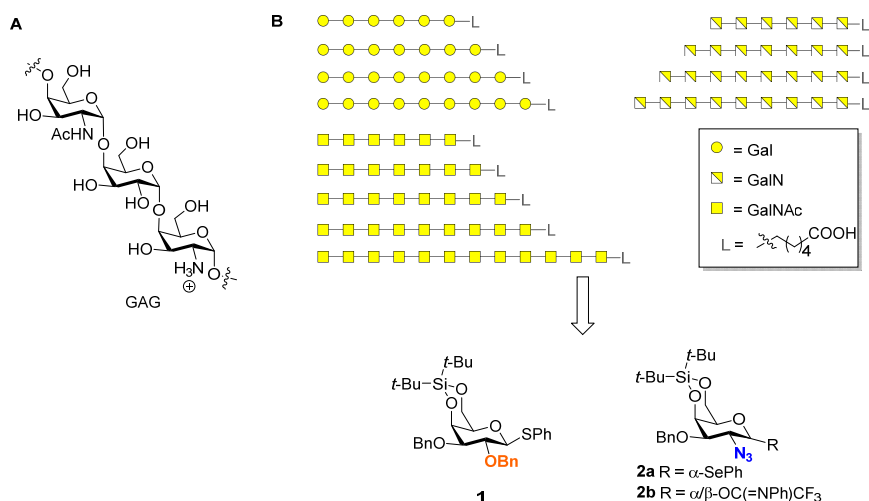 A
OH
O
O
HO
AcHN
O
OH
O
HO
HO
O
OH
O
HO
H3N
⊕
O
GAG
B
L
L
L
L
L
L
L
L
L
L
L
L
L
= Gal
= GalN
= GalNAc
L = 4 COOH
t-Bu
t-Bu-Si-O
O
O
BnO
SPh
OBn
1
t-Bu
t-Bu-Si-O
O
O
BnO
N3
R
2a R = α-SePh
2b R = α/β-OC(=NPh)CF3